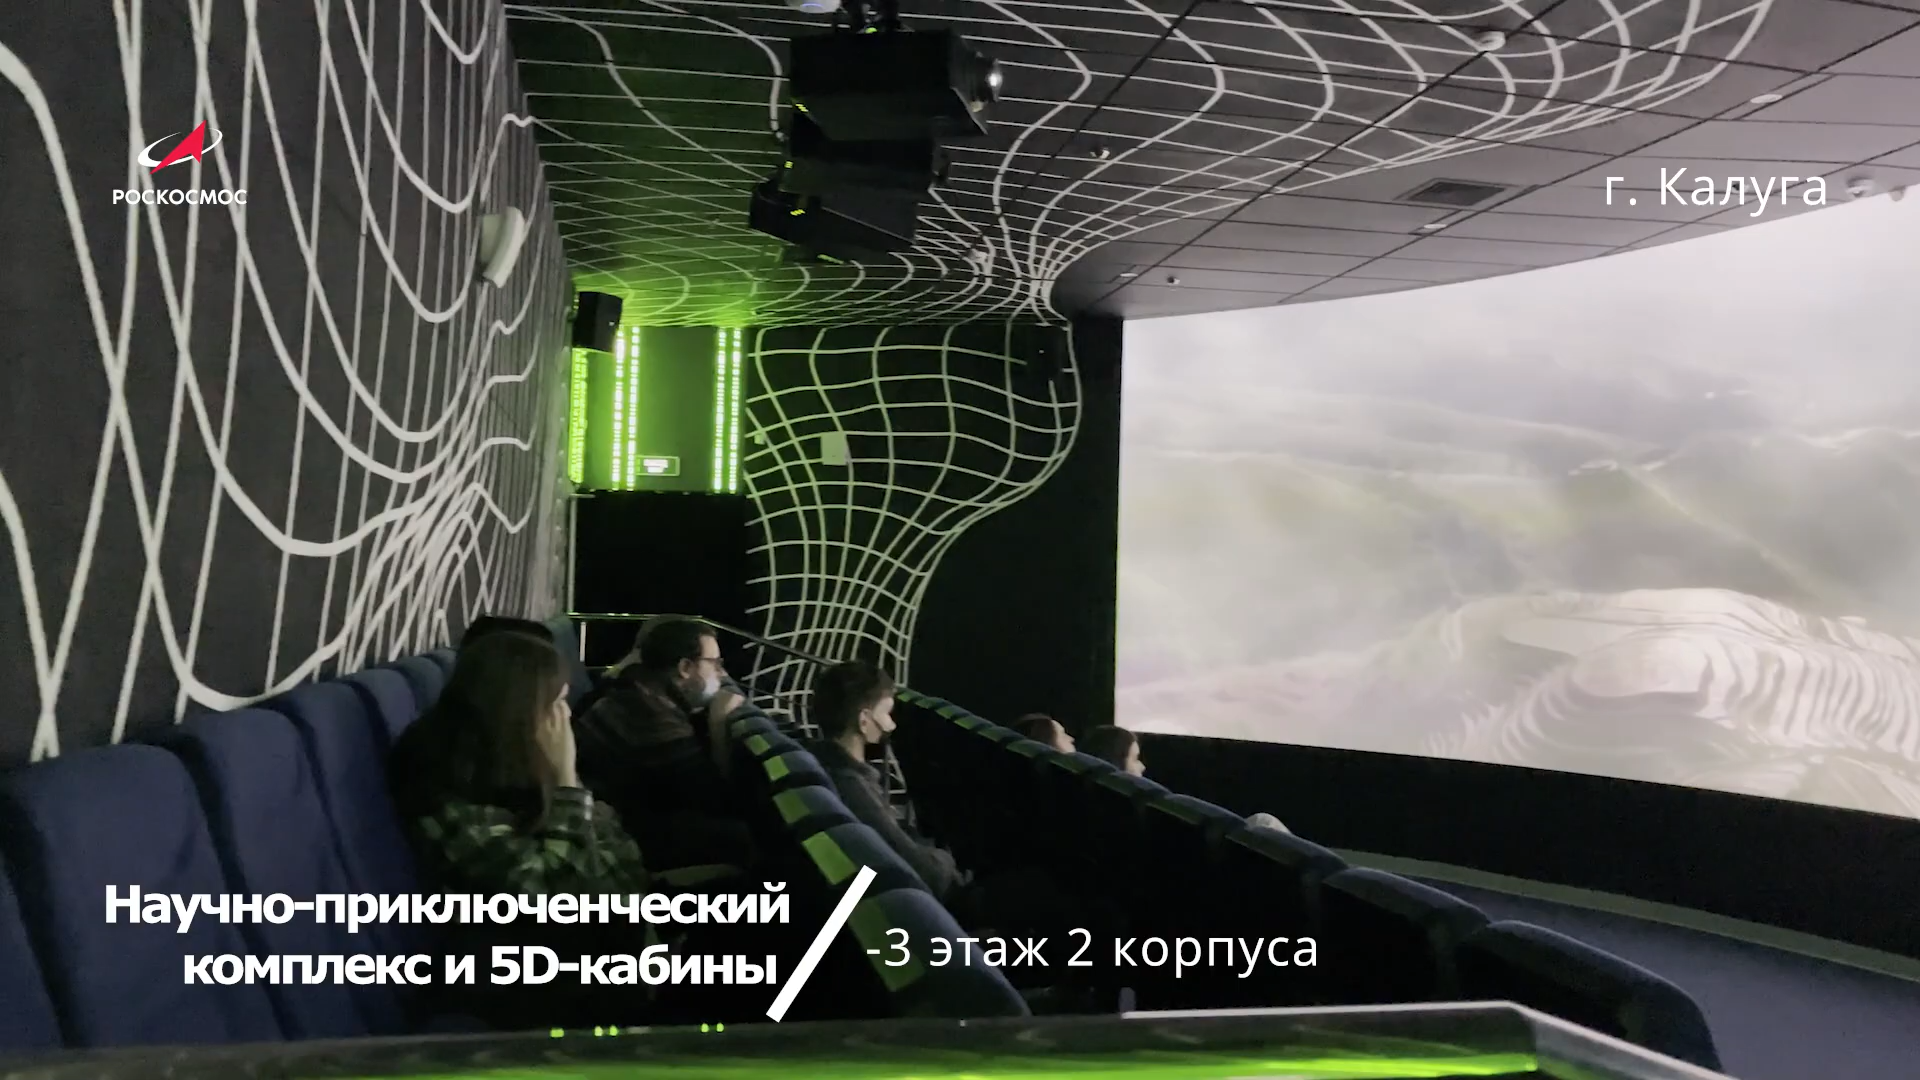 РОСКОСМОС
г. Калуга
Научно-приключенческий
комплекс и 5D-кабины
-3 этаж 2 корпуса